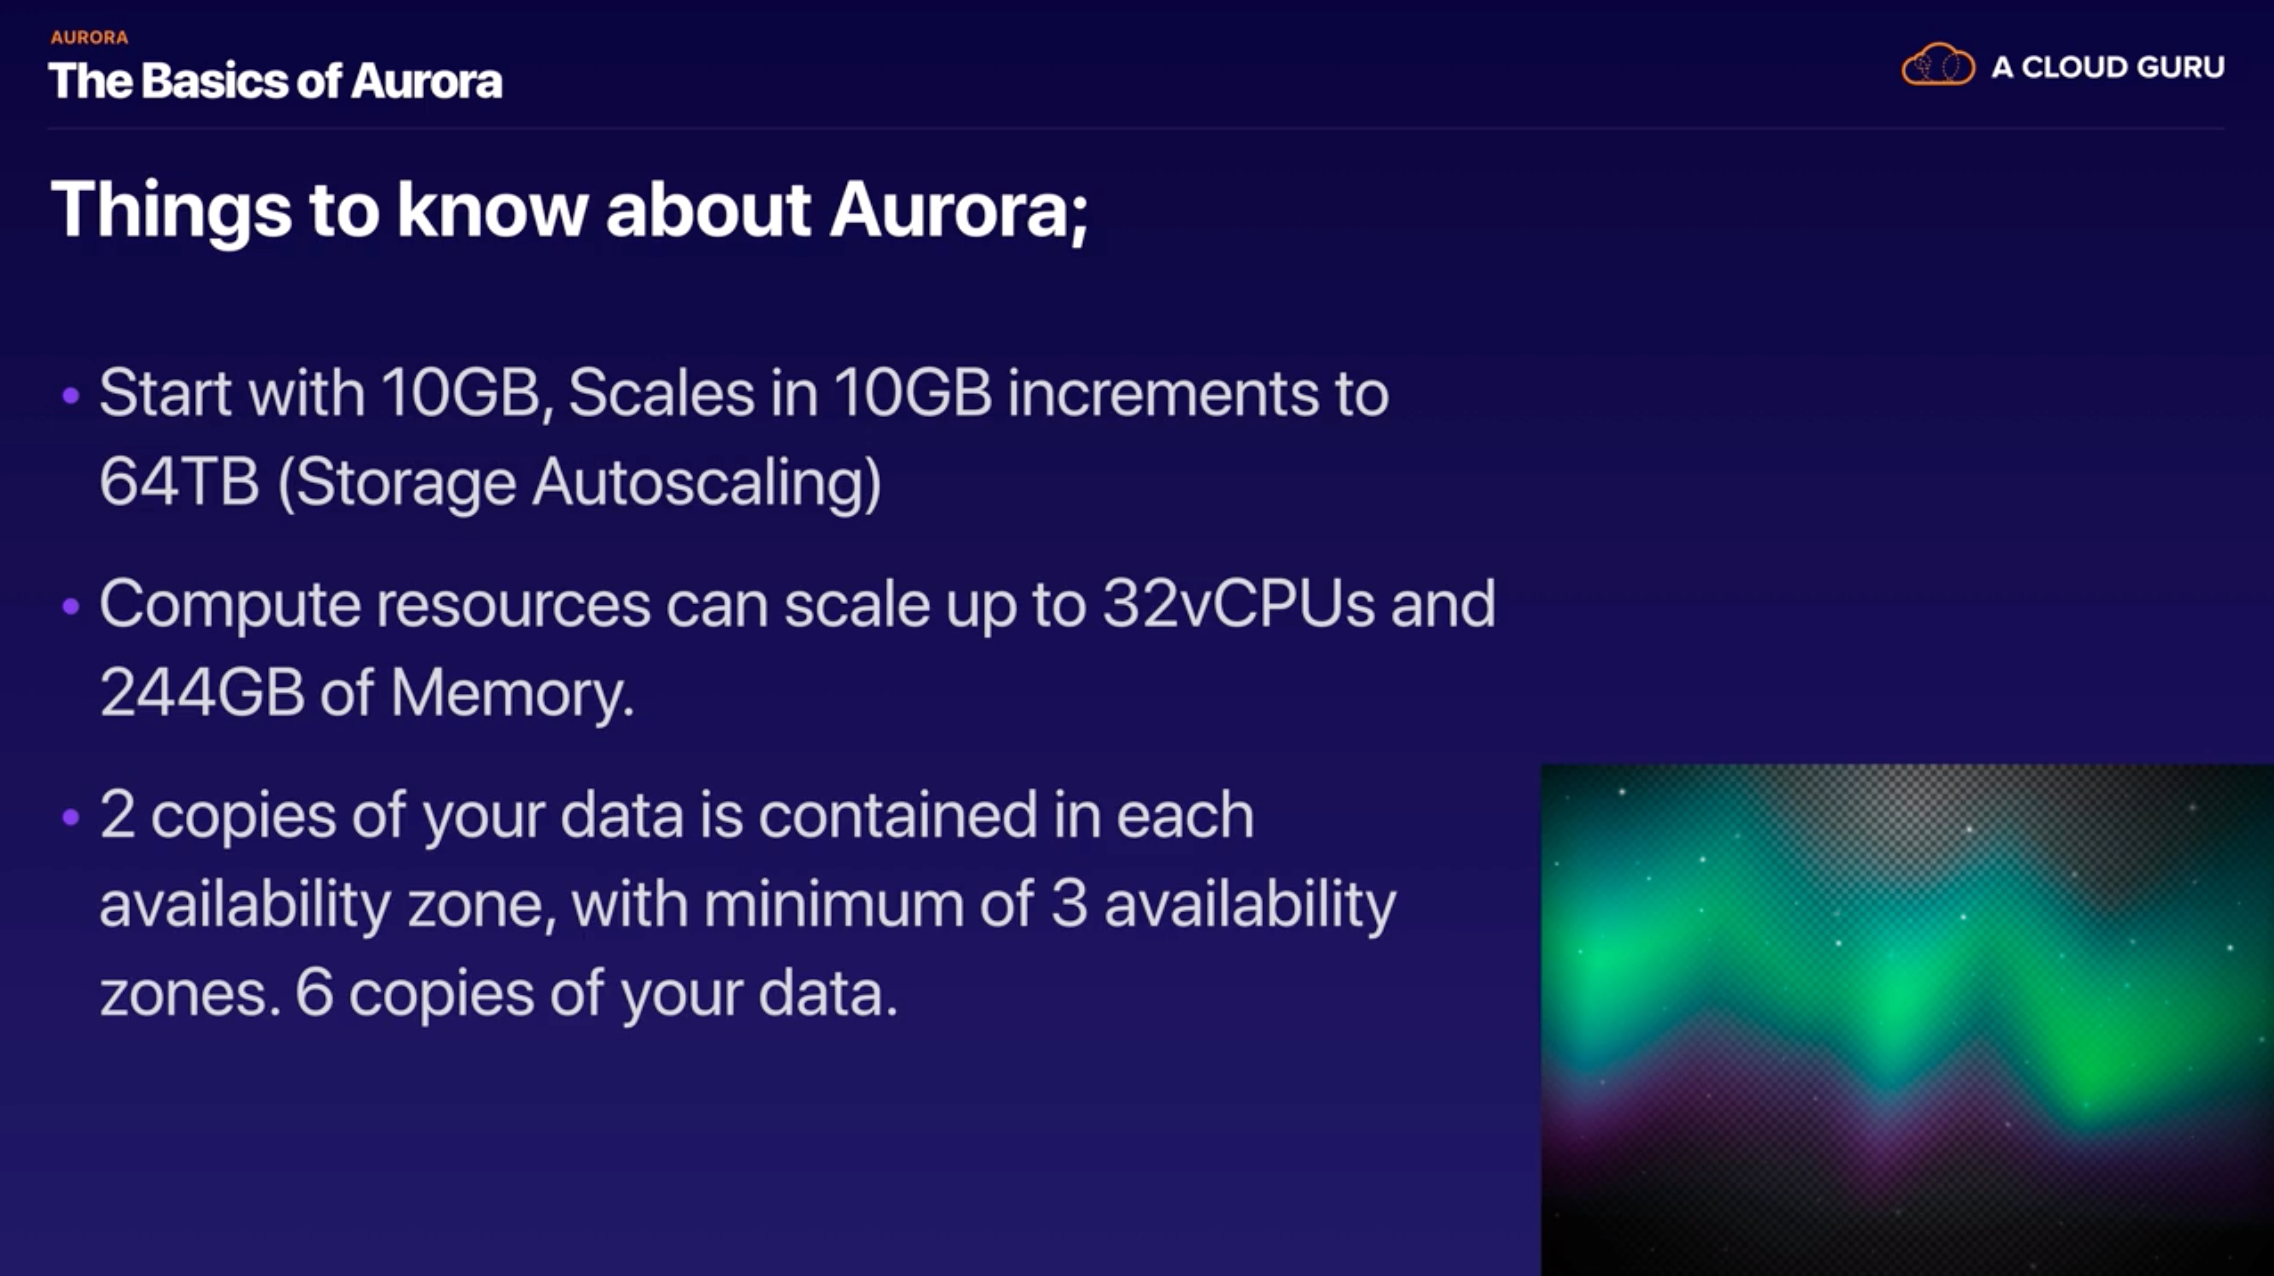 AURORA
The Basics of Aurora
A CLOUD GURU
Things to know about Aurora;
• Start with 10GB, Scales in 10GB increments to
64TB (Storage Autoscaling)
• Compute resources can scale up to 32vCPUs and
244GB of Memory.
• 2 copies of your data is contained in each
availability zone, with minimum of 3 availability
zones. 6 copies of your data.